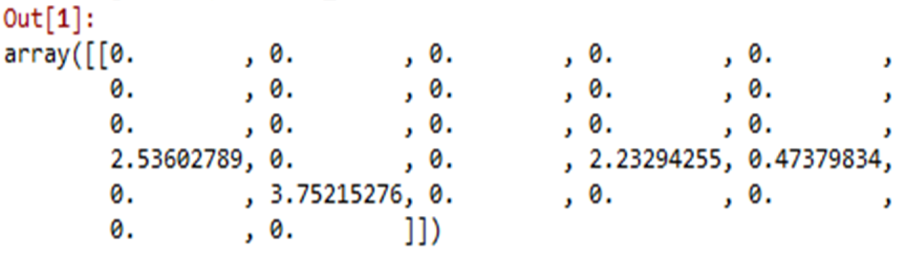 Out[1]:
array([[0.        , 0.        , 0.        , 0.        , 0.        ,
        0.        , 0.        , 0.        , 0.        , 0.        ,
        0.        , 0.        , 0.        , 0.        , 0.        ,
        2.53602789, 0.        , 0.        , 2.23294255, 0.47379834,
        0.        , 3.75215276, 0.        , 0.        , 0.        ,
        0.        , 0.        ]])